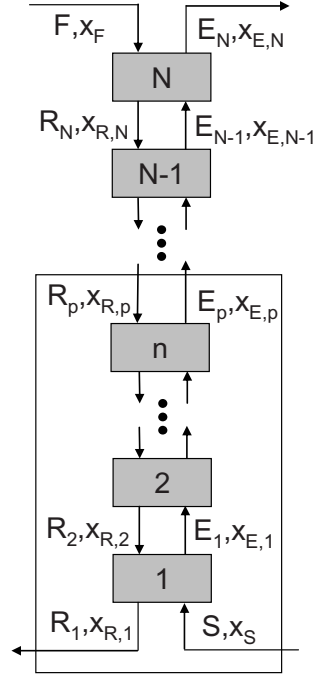 F,x_F E_N,x_E,N
N
R_N,x_R,N E_N-1,x_E,N-1
N-1
R_p,x_R,p E_p,x_E,p
n
2
R_2,x_R,2 E_1,x_E,1
1
R_1,x_R,1 S,x_S